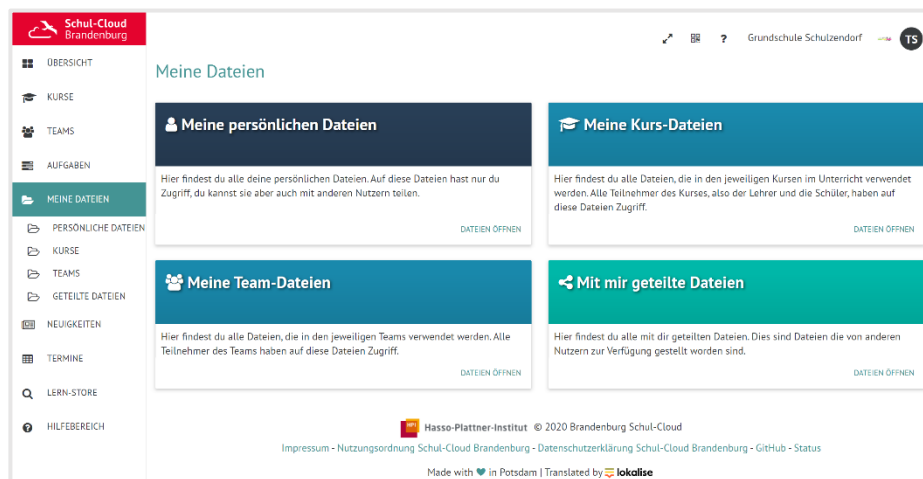 Schul-Cloud
Brandenburg
?
Grundschule Schulzendorf
TS
ÜBERSICHT
KURSE
TEAMS
AUFGABEN
MEINE DATEIEN
PERSÖNLICHE DATEIEN
KURSE
TEAMS
GETEILTE DATEIEN
NEUIGKEITEN
TERMINE
LERN-STORE
HILFEBEREICH
Meine Dateien
Meine persönlichen Dateien
Hier findest du alle deine persönlichen Dateien. Auf diese Dateien hast nur du
Zugriff, du kannst sie aber auch mit anderen Nutzern teilen.
DATEIEN ÖFFNEN
Meine Kurs-Dateien
Hier findest du alle Dateien, die in den jeweiligen Kursen im Unterricht verwendet
werden. Alle Teilnehmer des Kurses, also der Lehrer und die Schüler, haben auf
diese Dateien Zugriff.
DATEIEN ÖFFNEN
Meine Team-Dateien
Hier findest du alle Dateien, die in den jeweiligen Teams verwendet werden. Alle
Teilnehmer des Teams haben auf diese Dateien Zugriff.
DATEIEN ÖFFNEN
Mit mir geteilte Dateien
Hier findest du alle mit dir geteilten Dateien. Dies sind Dateien die von anderen
Nutzern zur Verfügung gestellt worden sind.
DATEIEN ÖFFNEN
HPI Hasso-Plattner-Institut © 2020 Brandenburg Schul-Cloud
Impressum - Nutzungsordnung Schul-Cloud Brandenburg - Datenschutzerklärung Schul-Cloud Brandenburg - GitHub - Status
Made with ♥ in Potsdam | Translated by lokalise